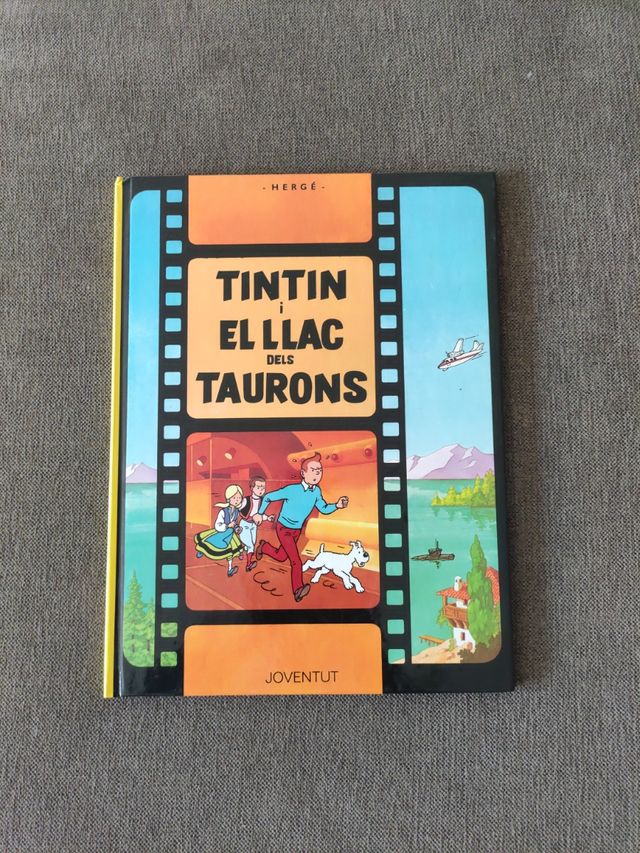 - HERGÉ -
TINTIN
i
EL LLAC
DELS
TAURONS
JOVENTUT